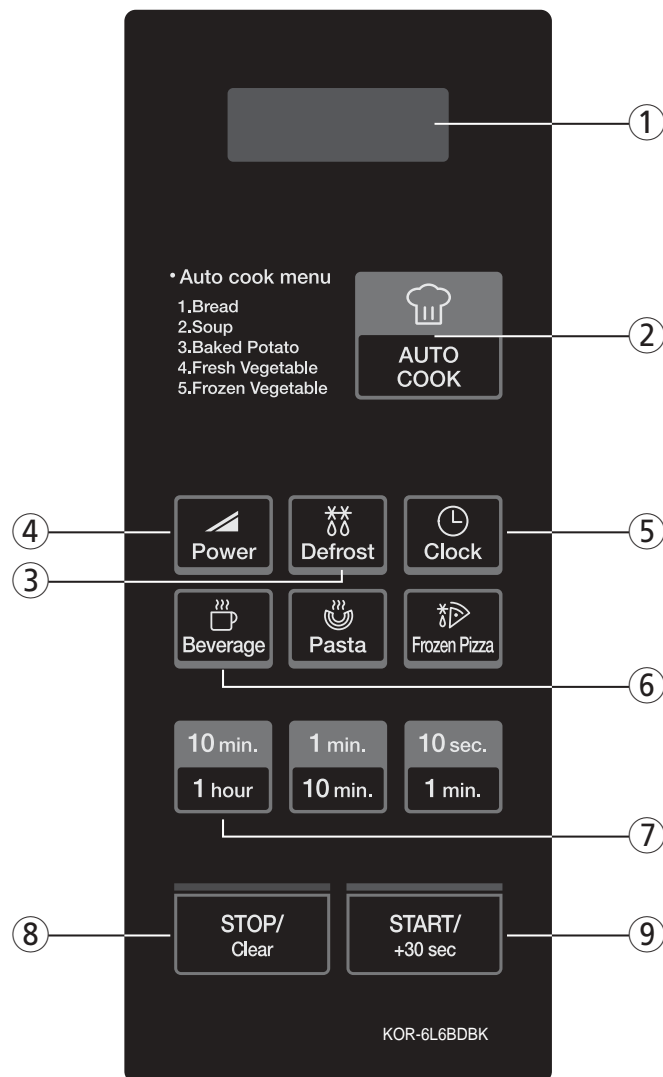 ①
• Auto cook menu
1.Bread
2.Soup
3.Baked Potato
4.Fresh Vegetable
5.Frozen Vegetable
AUTO
COOK
②
④
Power
Defrost
Clock
⑤
③
Beverage
Pasta
Frozen Pizza
⑥
10 min.
1 min.
10 sec.
1 hour
10 min.
1 min.
⑦
⑧
STOP/
Clear
START/
+30 sec
⑨
KOR-6L6BDBK